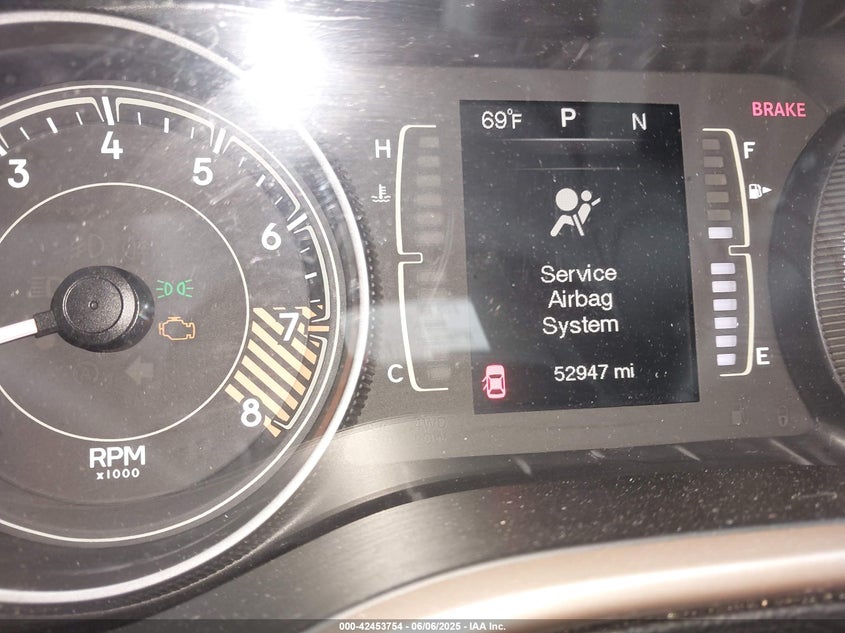 3
4
5
6
7
8
RPM
x1000
H
C
69°F P N
Service
Airbag
System
52947 mi
BRAKE
F
E
000-42453754 - 06/06/2025 - IAA Inc.